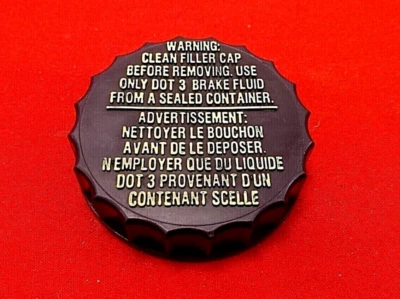 WARNING:
CLEAN FILLER CAP
BEFORE REMOVING. USE
ONLY DOT 3 BRAKE FLUID
FROM A SEALED CONTAINER.
ADVERTISSEMENT:
NETTOYER LE BOUCHON
AVANT DE LE DEPOSER.
N'EMPLOYER QUE DU LIQUIDE
DOT 3 PROVENANT D'UN
CONTENANT SCELLE